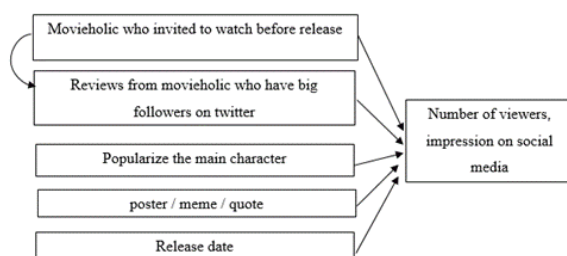 Movieholic who invited to watch before release
Reviews from movieholic who have big
followers on twitter
Popularize the main character
poster / meme / quote
Release date
Number of viewers,
impression on social
media